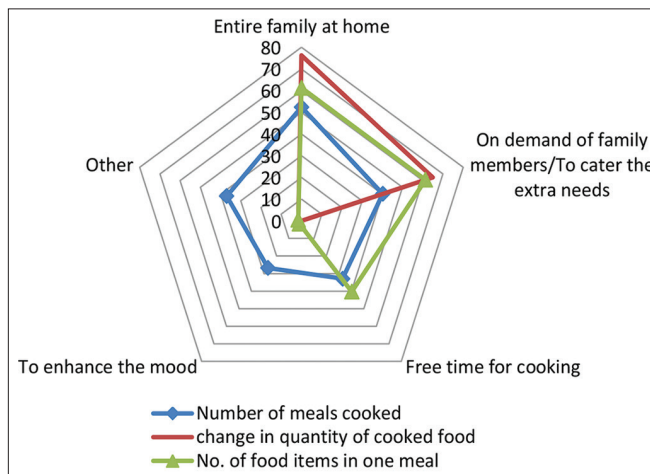 Entire family at home
80
70
60
50
40
30
20
10
0
On demand of family
members/To cater the
extra needs
Other
To enhance the mood
Free time for cooking
Number of meals cooked
change in quantity of cooked food
No. of food items in one meal